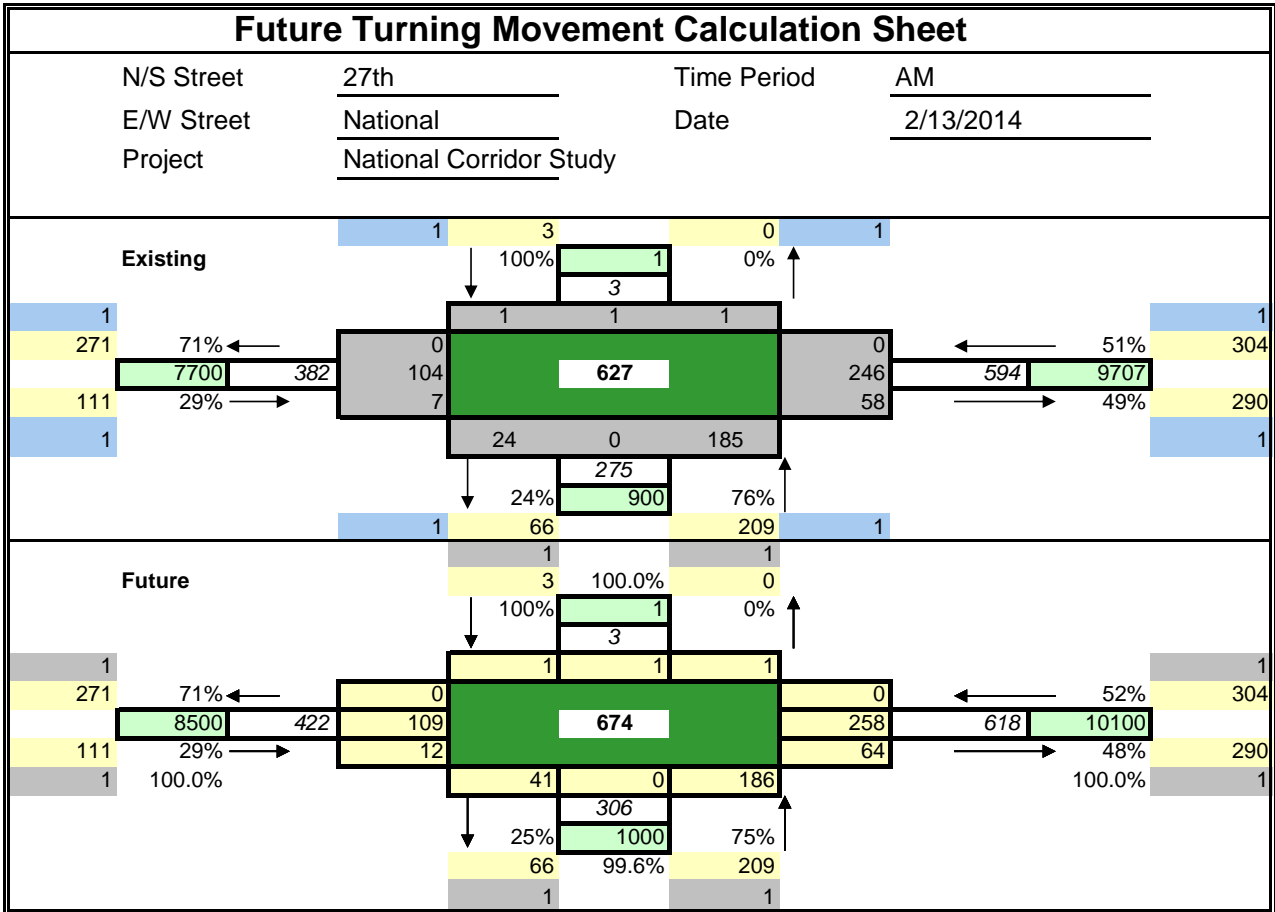 Future Turning Movement Calculation Sheet
N/S Street 27th Time Period AM
E/W Street National Date 2/13/2014
Project National Corridor Study
1 3 0 1
Existing 100% 1 0%
3
1 1 1 1 1
271 71% 0 0 51% 304
7700 382 104 627 246 594 9707
111 29% 7 58 49% 290
1 24 0 185 1
275
24% 900 76%
1 66 209 1
1 1
Future 3 100.0% 0
100% 1 0%
3
1 1 1 1 1
271 71% 0 0 52% 304
8500 422 109 674 258 618 10100
111 29% 12 64 48% 290
1 100.0% 41 0 186 100.0% 1
306
25% 1000 75%
66 99.6% 209
1 1